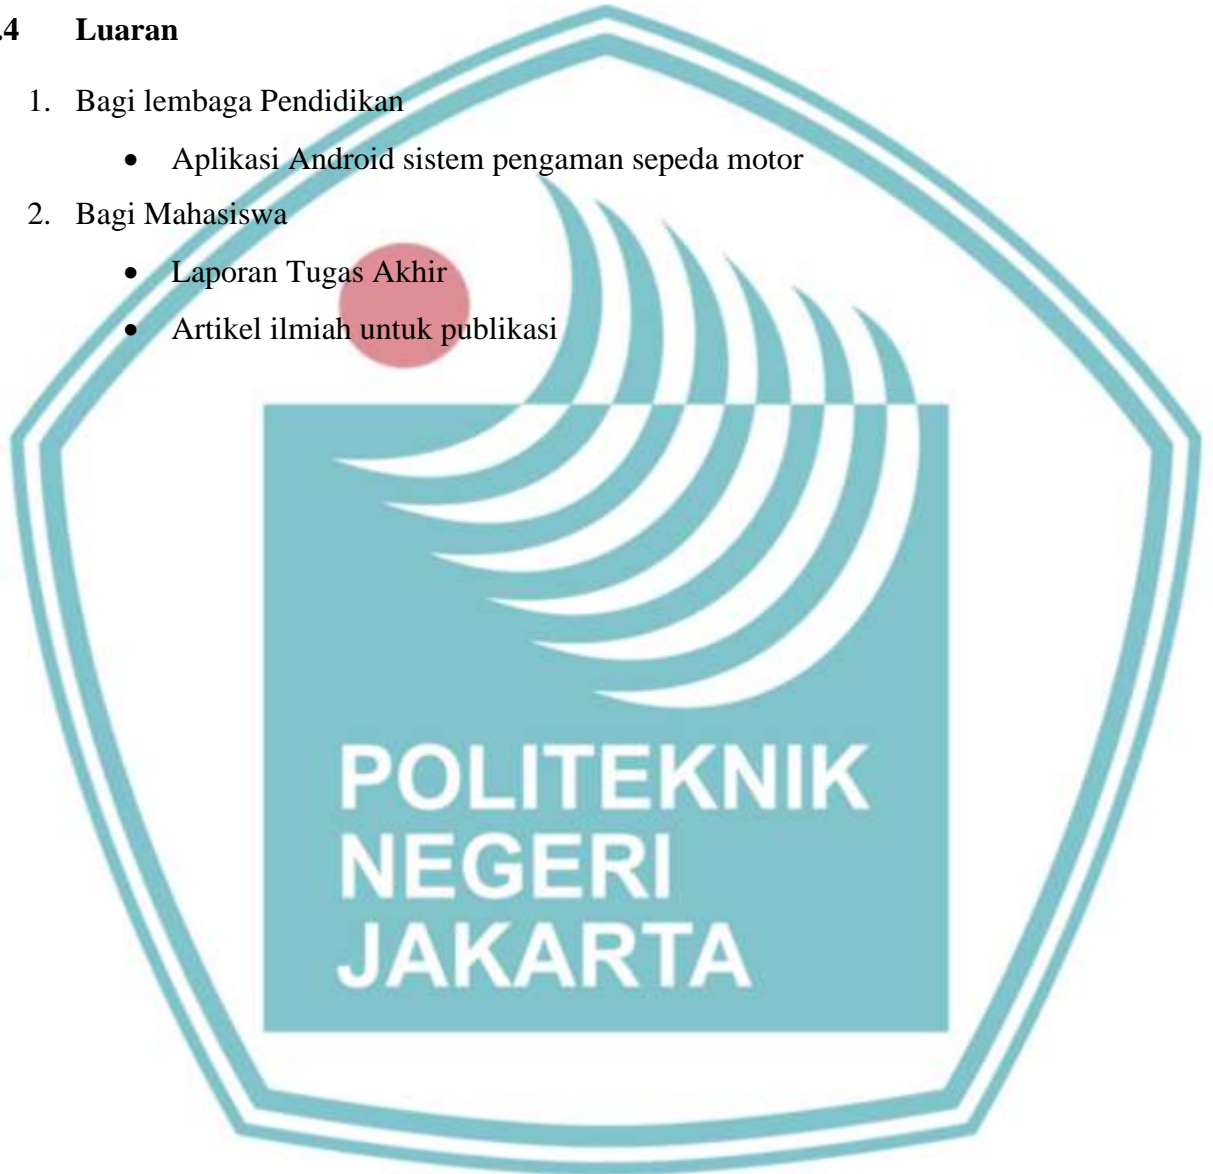 .4 Luaran
1. Bagi lembaga Pendidikan
• Aplikasi Android sistem pengaman sepeda motor
2. Bagi Mahasiswa
• Laporan Tugas Akhir
• Artikel ilmiah untuk publikasi
POLITEKNIK
NEGERI
JAKARTA